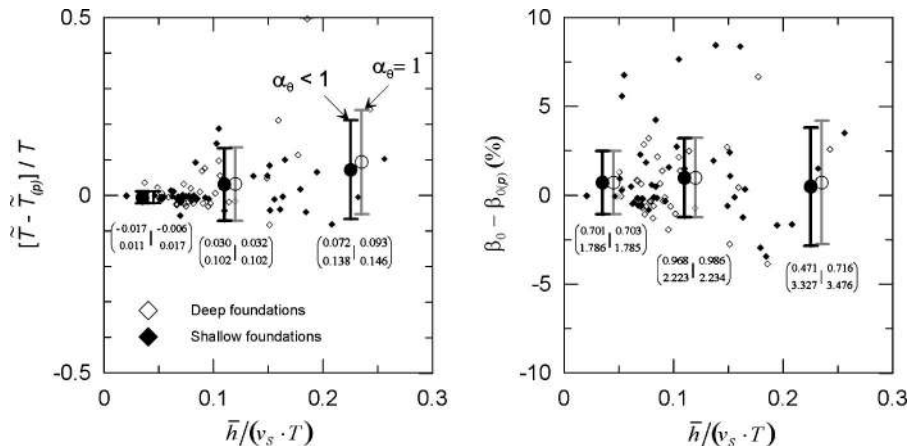 0.5
0
-0.5
[T̃ - T̃(p)] / T
α_θ < 1
α_θ = 1
(-0.017 | -0.006
0.011 | 0.017)
(0.030 | 0.032
0.102 | 0.102)
(0.072 | 0.093
0.138 | 0.146)
◇ Deep foundations
◆ Shallow foundations
0 0.1 0.2 0.3
h̄/(v_S · T)
10
5
0
-5
-10
β_0 − β_0(p) (%)
(0.701 | 0.703
1.786 | 1.785)
(0.968 | 0.986
2.223 | 2.234)
(0.471 | 0.716
3.327 | 3.476)
0 0.1 0.2 0.3
h̄/(v_S · T)